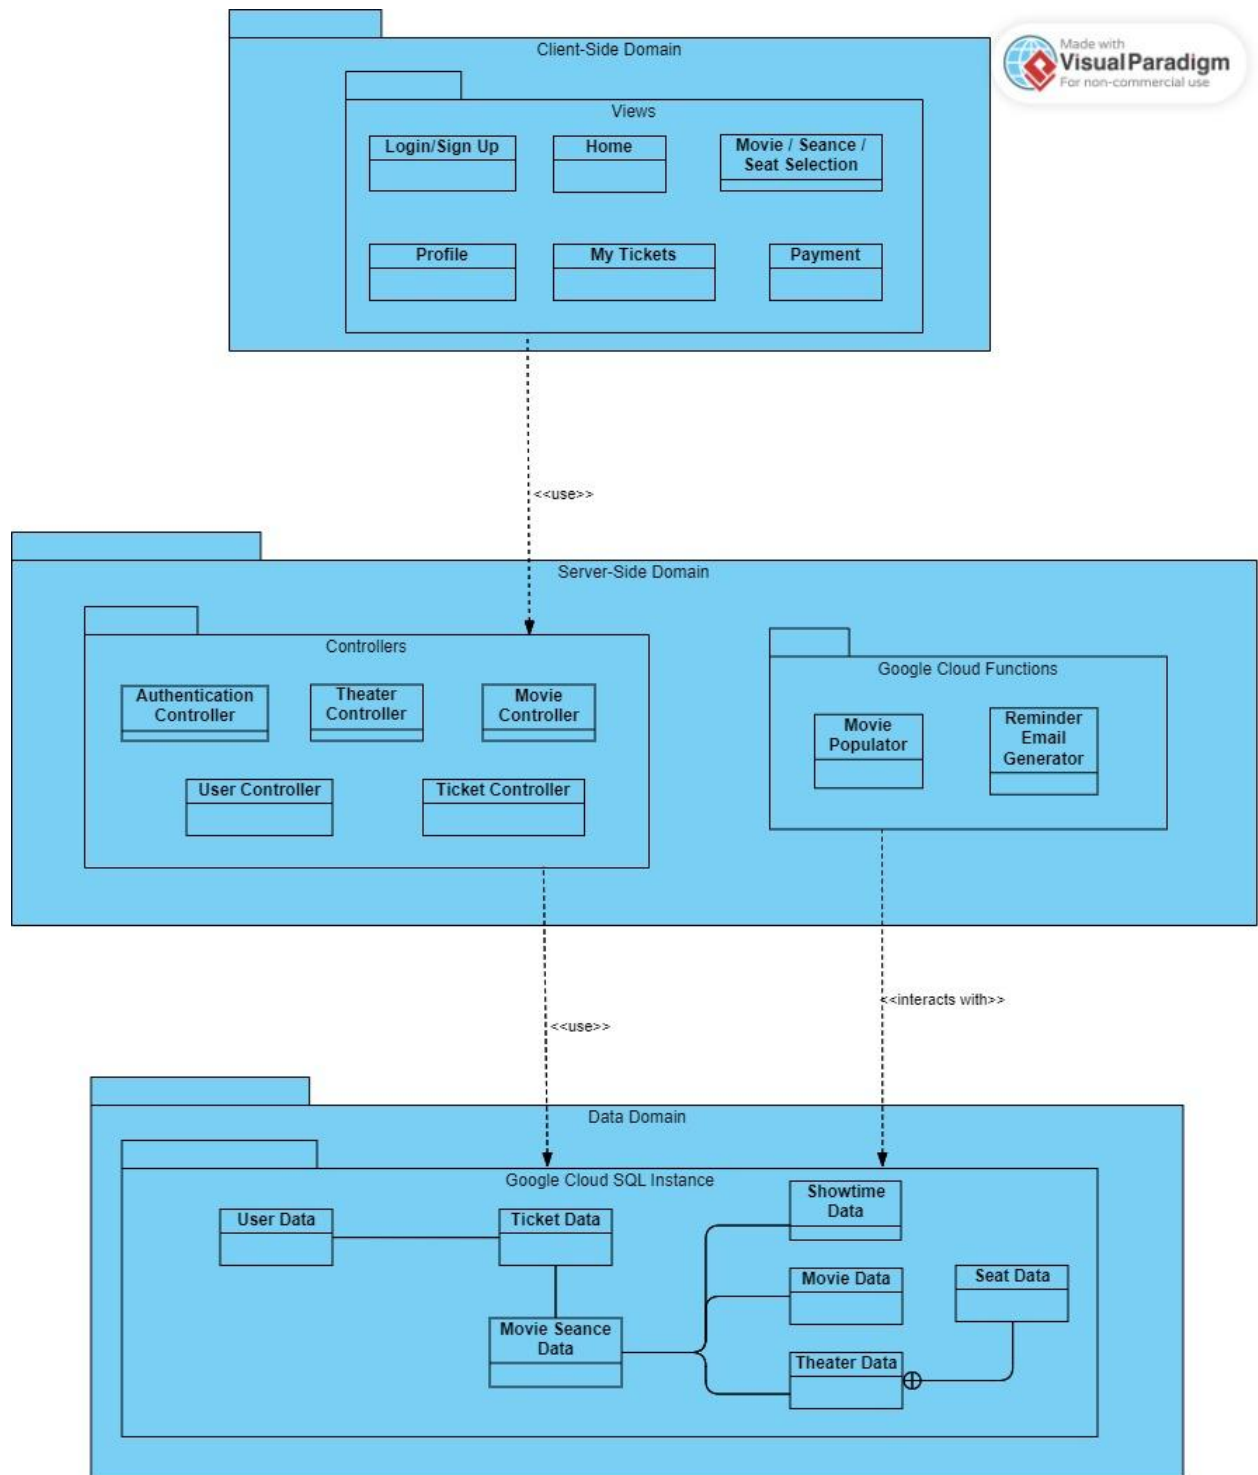 Made with
Visual Paradigm
For non-commercial use
Client-Side Domain
Views
Login/Sign Up
Home
Movie / Seance /
Seat Selection
Profile
My Tickets
Payment
<<use>>
Server-Side Domain
Controllers
Authentication
Controller
Theater
Controller
Movie
Controller
User Controller
Ticket Controller
Google Cloud Functions
Movie
Populator
Reminder
Email
Generator
<<use>>
<<interacts with>>
Data Domain
Google Cloud SQL Instance
User Data
Ticket Data
Showtime
Data
Movie Data
Seat Data
Movie Seance
Data
Theater Data